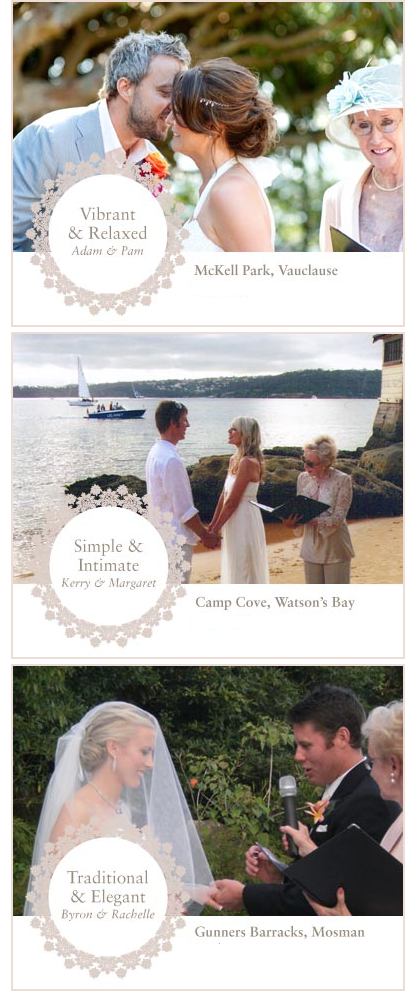 Vibrant
& Relaxed
Adam & Pam
McKell Park, Vauclause
Simple &
Intimate
Kerry & Margaret
Camp Cove, Watson's Bay
Traditional
& Elegant
Byron & Rachelle
Gunners Barracks, Mosman